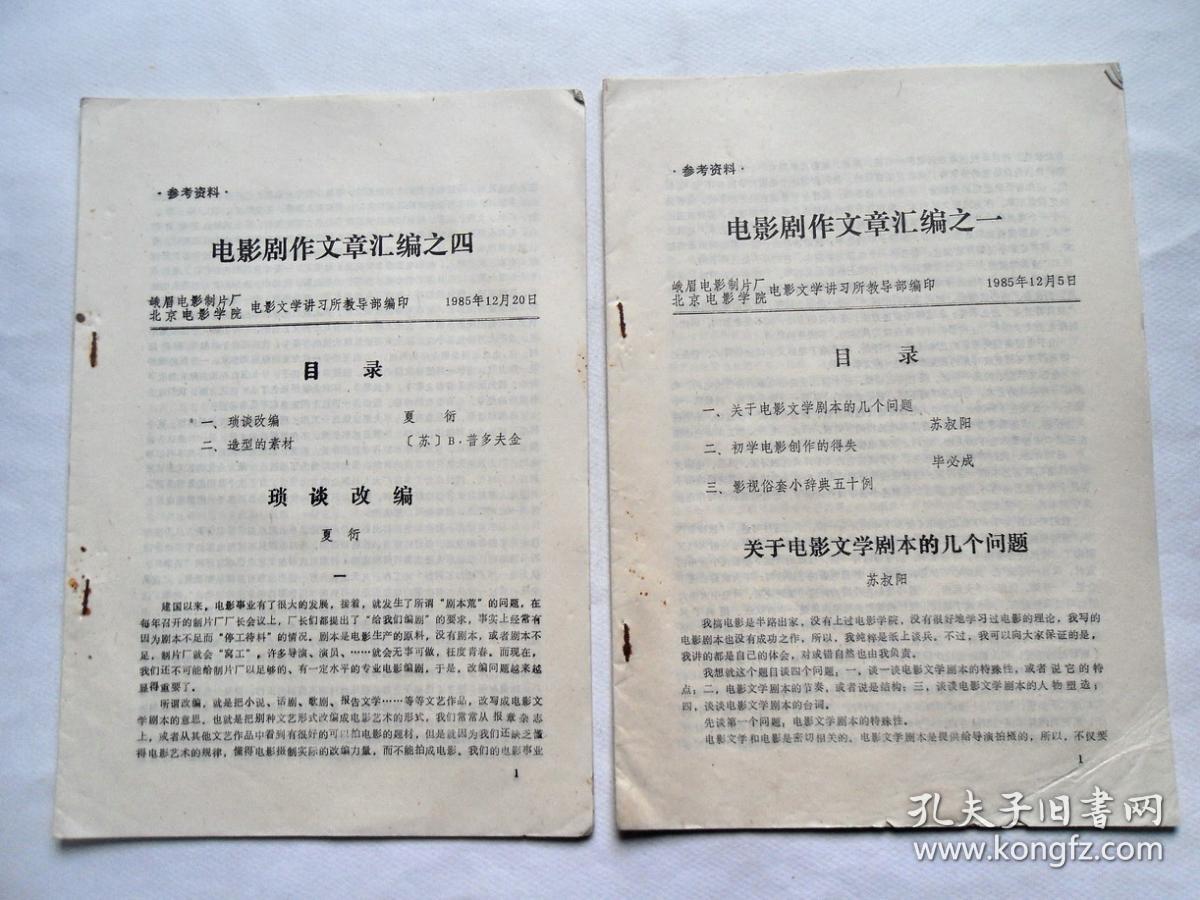 ·参考资料·
电影剧作文章汇编之四
峨眉电影制片厂
北京电影学院 电影文学讲习所教导部编印 1985年12月20日
目 录
一、琐谈改编 夏 衍
二、造型的素材 〔苏〕B·普多夫金
琐 谈 改 编
夏 衍
一
建国以来，电影事业有了很大的发展，接着，就发生了所谓“剧本荒”的问题，在
每年召开的制片厂厂长会议上，厂长们都提出了“给我们编剧”的要求，事实上经常有
因为剧本不足而“停工待料”的情况。剧本是电影生产的原料，没有剧本，或者剧本不
足，制片厂就会“窝工”，许多导演、演员、……就会无事可做，枉度青春。而现在，
我们还不可能给制片厂以足够的、有一定水平的专业电影编剧，于是，改编问题越来越
显得重要了。
所谓改编，就是把小说、话剧、歌剧、报告文学……等等文艺作品，改写成电影文
学剧本的意思。也就是把别种文艺形式改编成电影艺术的形式，我们常常从报章杂志
上，或者从其他文艺作品中看到有很好的可以拍电影的题材，但是就因为我们还缺乏懂
得电影艺术的规律，懂得电影摄制实际的改编力量，而不能拍成电影。我们的电影事业
1
·参考资料·
电影剧作文章汇编之一
峨眉电影制片厂
北京电影学院 电影文学讲习所教导部编印 1985年12月5日
目 录
一、关于电影文学剧本的几个问题
苏叔阳
二、初学电影创作的得失
毕必成
三、影视俗套小辞典五十例
关于电影文学剧本的几个问题
苏叔阳
我搞电影是半路出家，没有上过电影学院，没有很好地学习过电影的理论，我写的
电影剧本也没有成功之作，所以，我纯粹是纸上谈兵，不过，我可以向大家保证的是，
我讲的都是自己的体会，对或错自然也由我负责。
我想就这个题目谈四个问题，一，谈一谈电影文学剧本的特殊性，或者说它的特
点；二，电影文学剧本的节奏，或者说是结构；三，谈谈电影文学剧本的人物塑造；
四，谈谈电影文学剧本的台词。
先谈第一个问题：电影文学剧本的特殊性。
电影文学和电影是密切相关的。电影文学剧本是提供给导演拍摄的，所以，不仅要
1
孔夫子旧书网
www.kongfz.com